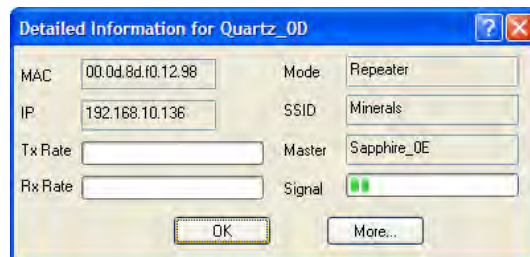 Detailed Information for Quartz_0D
MAC 00.0d.8d.f0.12.98 Mode Repeater
IP 192.168.10.136 SSID Minerals
Tx Rate Master Sapphire_0E
Rx Rate Signal
OK More...